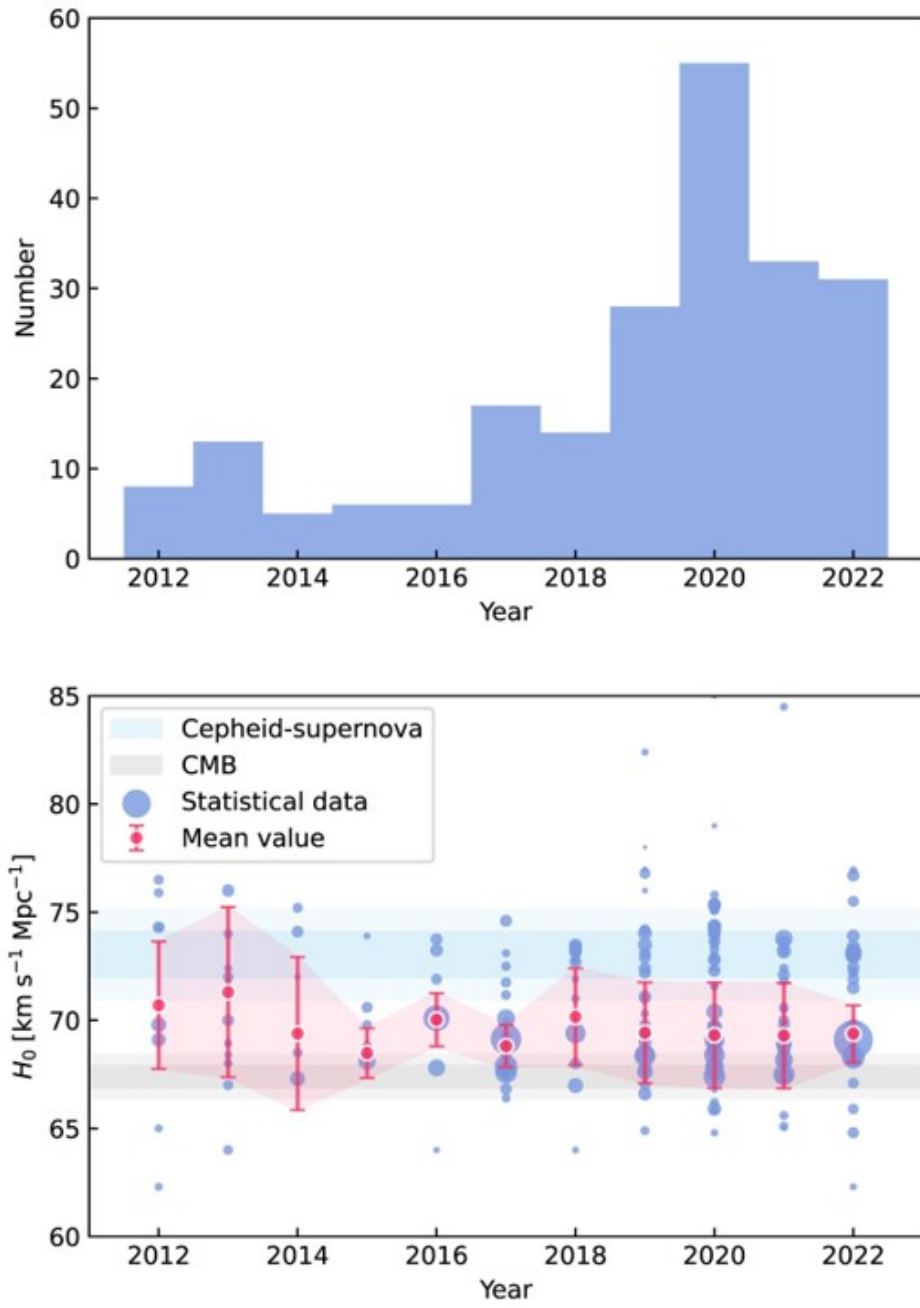 60
50
40
30
20
10
0
Number
2012 2014 2016 2018 2020 2022
Year
85
80
75
70
65
60
H₀ [km s⁻¹ Mpc⁻¹]
Cepheid-supernova
CMB
Statistical data
Mean value
2012 2014 2016 2018 2020 2022
Year